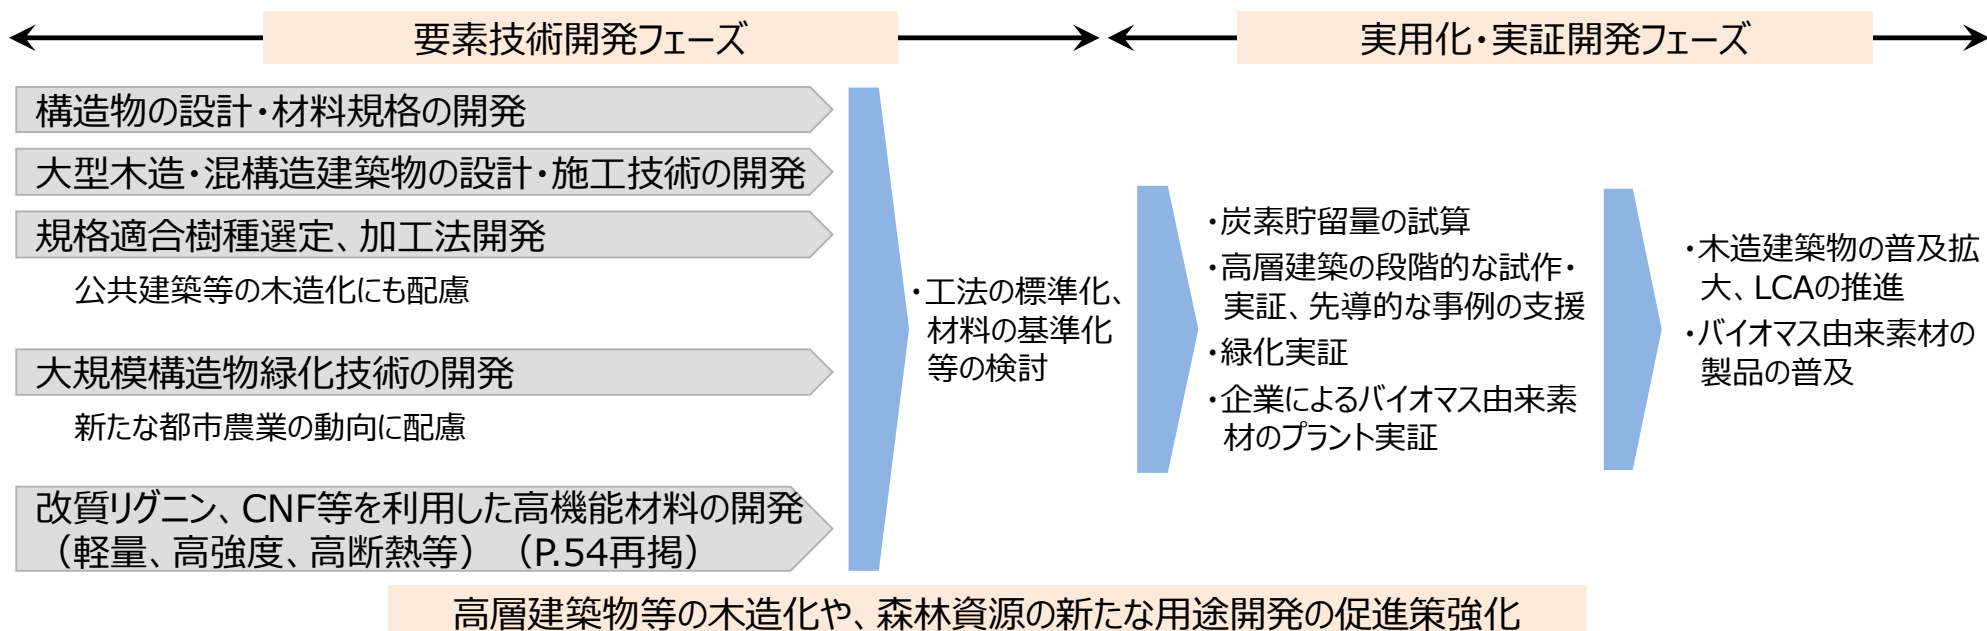 要素技術開発フェーズ
実用化・実証開発フェーズ
構造物の設計・材料規格の開発
大型木造・混構造建築物の設計・施工技術の開発
規格適合樹種選定、加工法開発
公共建築等の木造化にも配慮
大規模構造物緑化技術の開発
新たな都市農業の動向に配慮
改質リグニン、CNF等を利用した高機能材料の開発
（軽量、高強度、高断熱等）（P.54再掲）
・工法の標準化、
材料の基準化
等の検討
・炭素貯留量の試算
・高層建築の段階的な試作・
実証、先導的な事例の支援
・緑化実証
・企業によるバイオマス由来素
材のプラント実証
・木造建築物の普及拡
大、LCAの推進
・バイオマス由来素材の
製品の普及
高層建築物等の木造化や、森林資源の新たな用途開発の促進策強化